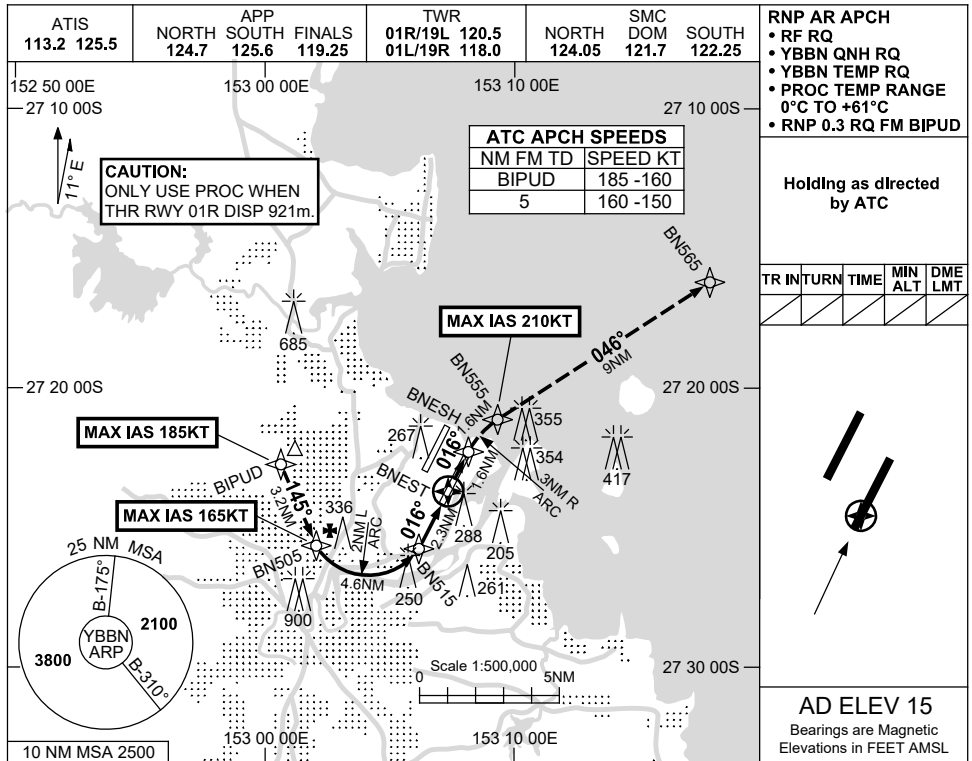 ATIS
113.2 125.5
APP
NORTH SOUTH FINALS
124.7 125.6 119.25
TWR
01R/19L 120.5
01L/19R 118.0
SMC
NORTH DOM SOUTH
124.05 121.7 122.25
RNP AR APCH
• RF RQ
• YBBN QNH RQ
• YBBN TEMP RQ
• PROC TEMP RANGE
0°C TO +61°C
• RNP 0.3 RQ FM BIPUD
Holding as directed
by ATC
TR IN TURN TIME MIN ALT DME LMT
152 50 00E
153 00 00E
153 10 00E
27 10 00S
27 10 00S
11° E
CAUTION:
ONLY USE PROC WHEN
THR RWY 01R DISP 921m.
ATC APCH SPEEDS
NM FM TD SPEED KT
BIPUD 185 -160
5 160 -150
BN565
685
MAX IAS 210KT
046°
9NM
27 20 00S
27 20 00S
BN555
BNESH
1.6NM
355
267
016°
354
417
MAX IAS 185KT
BIPUD
145°
3.2NM
BNEST
1.6NM
3NM R
ARC
MAX IAS 165KT
336
2NM L
ARC
016°
2.3NM
288
205
BN505
4.6NM
BN515
250
261
900
25 NM MSA
B-175°
2100
YBBN
ARP
3800
B-310°
Scale 1:500,000
0 5NM
27 30 00S
10 NM MSA 2500
153 00 00E
153 10 00E
AD ELEV 15
Bearings are Magnetic
Elevations in FEET AMSL